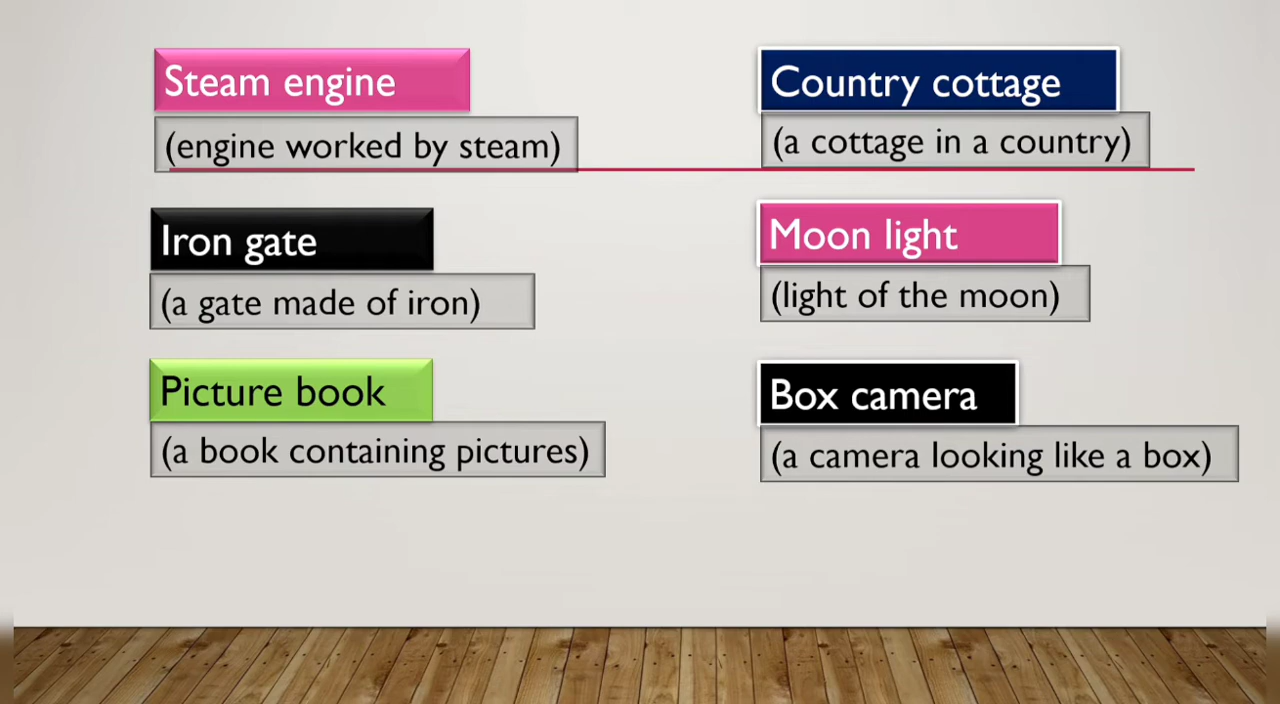 Steam engine
(engine worked by steam)
Country cottage
(a cottage in a country)
Iron gate
(a gate made of iron)
Moon light
(light of the moon)
Picture book
(a book containing pictures)
Box camera
(a camera looking like a box)